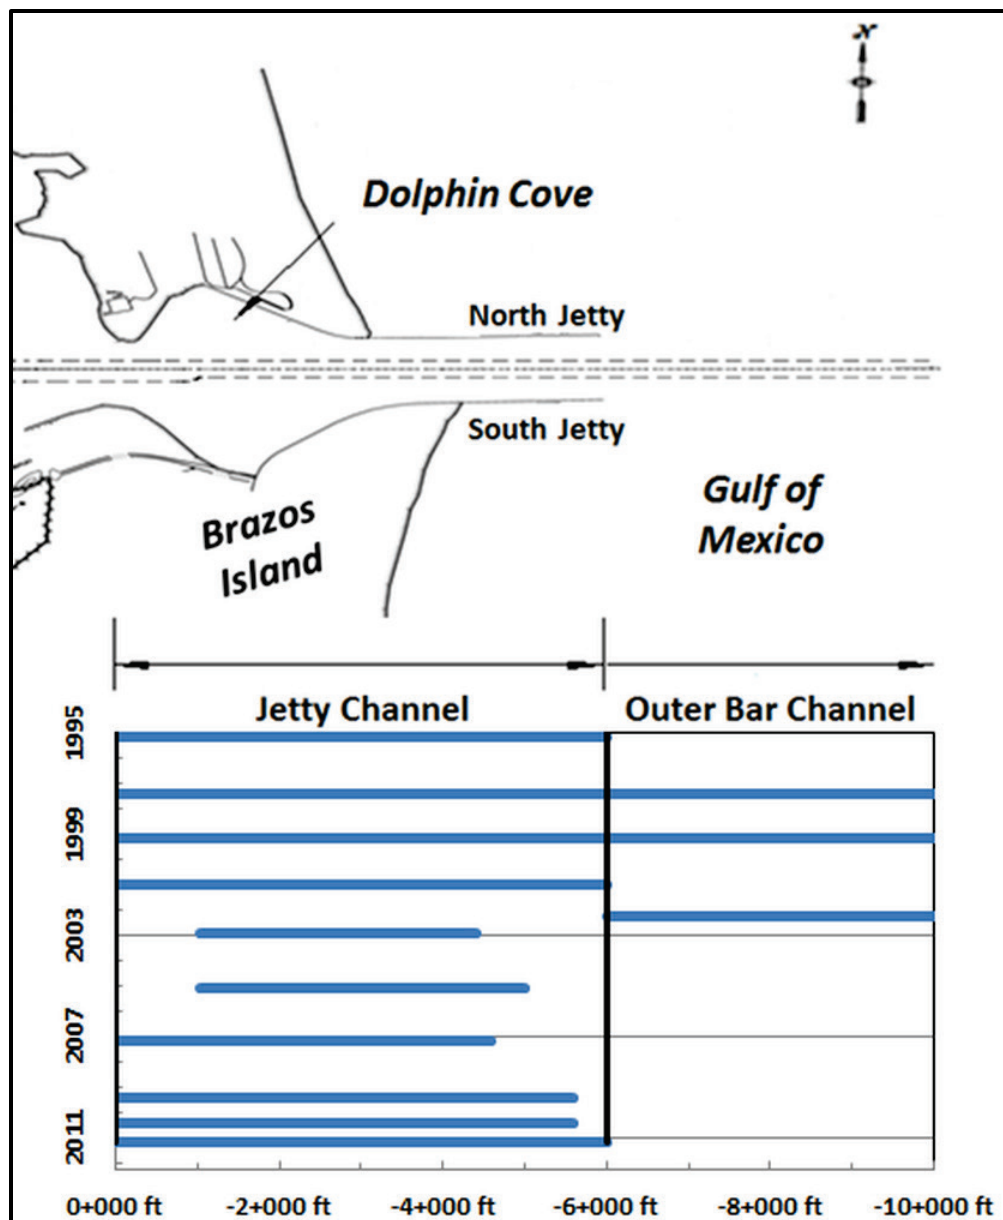 N
Dolphin Cove
North Jetty
South Jetty
Gulf of
Mexico
Brazos
Island
Jetty Channel
Outer Bar Channel
1995
1999
2003
2007
2011
0+000 ft
-2+000 ft
-4+000 ft
-6+000 ft
-8+000 ft
-10+000 ft